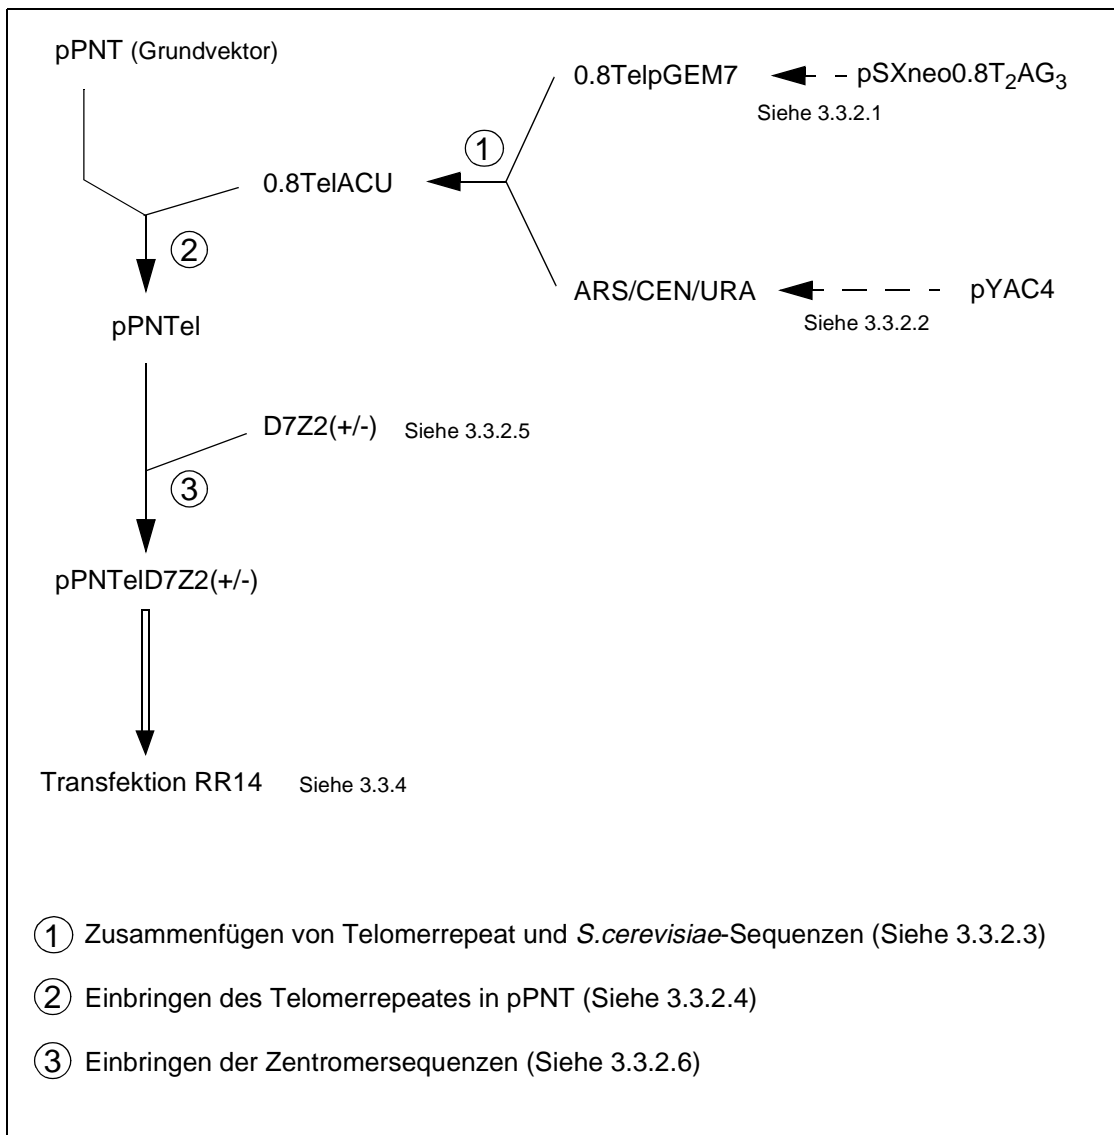 pPNT (Grundvektor)
0.8TelpGEM7
pSXneo0.8T₂AG₃
Siehe 3.3.2.1
1
0.8TelACU
2
ARS/CEN/URA
pYAC4
Siehe 3.3.2.2
pPNTel
D7Z2(+/-) Siehe 3.3.2.5
3
pPNTelD7Z2(+/-)
Transfektion RR14 Siehe 3.3.4
1 Zusammenfügen von Telomerrepeat und S.cerevisiae-Sequenzen (Siehe 3.3.2.3)
2 Einbringen des Telomerrepeates in pPNT (Siehe 3.3.2.4)
3 Einbringen der Zentromersequenzen (Siehe 3.3.2.6)